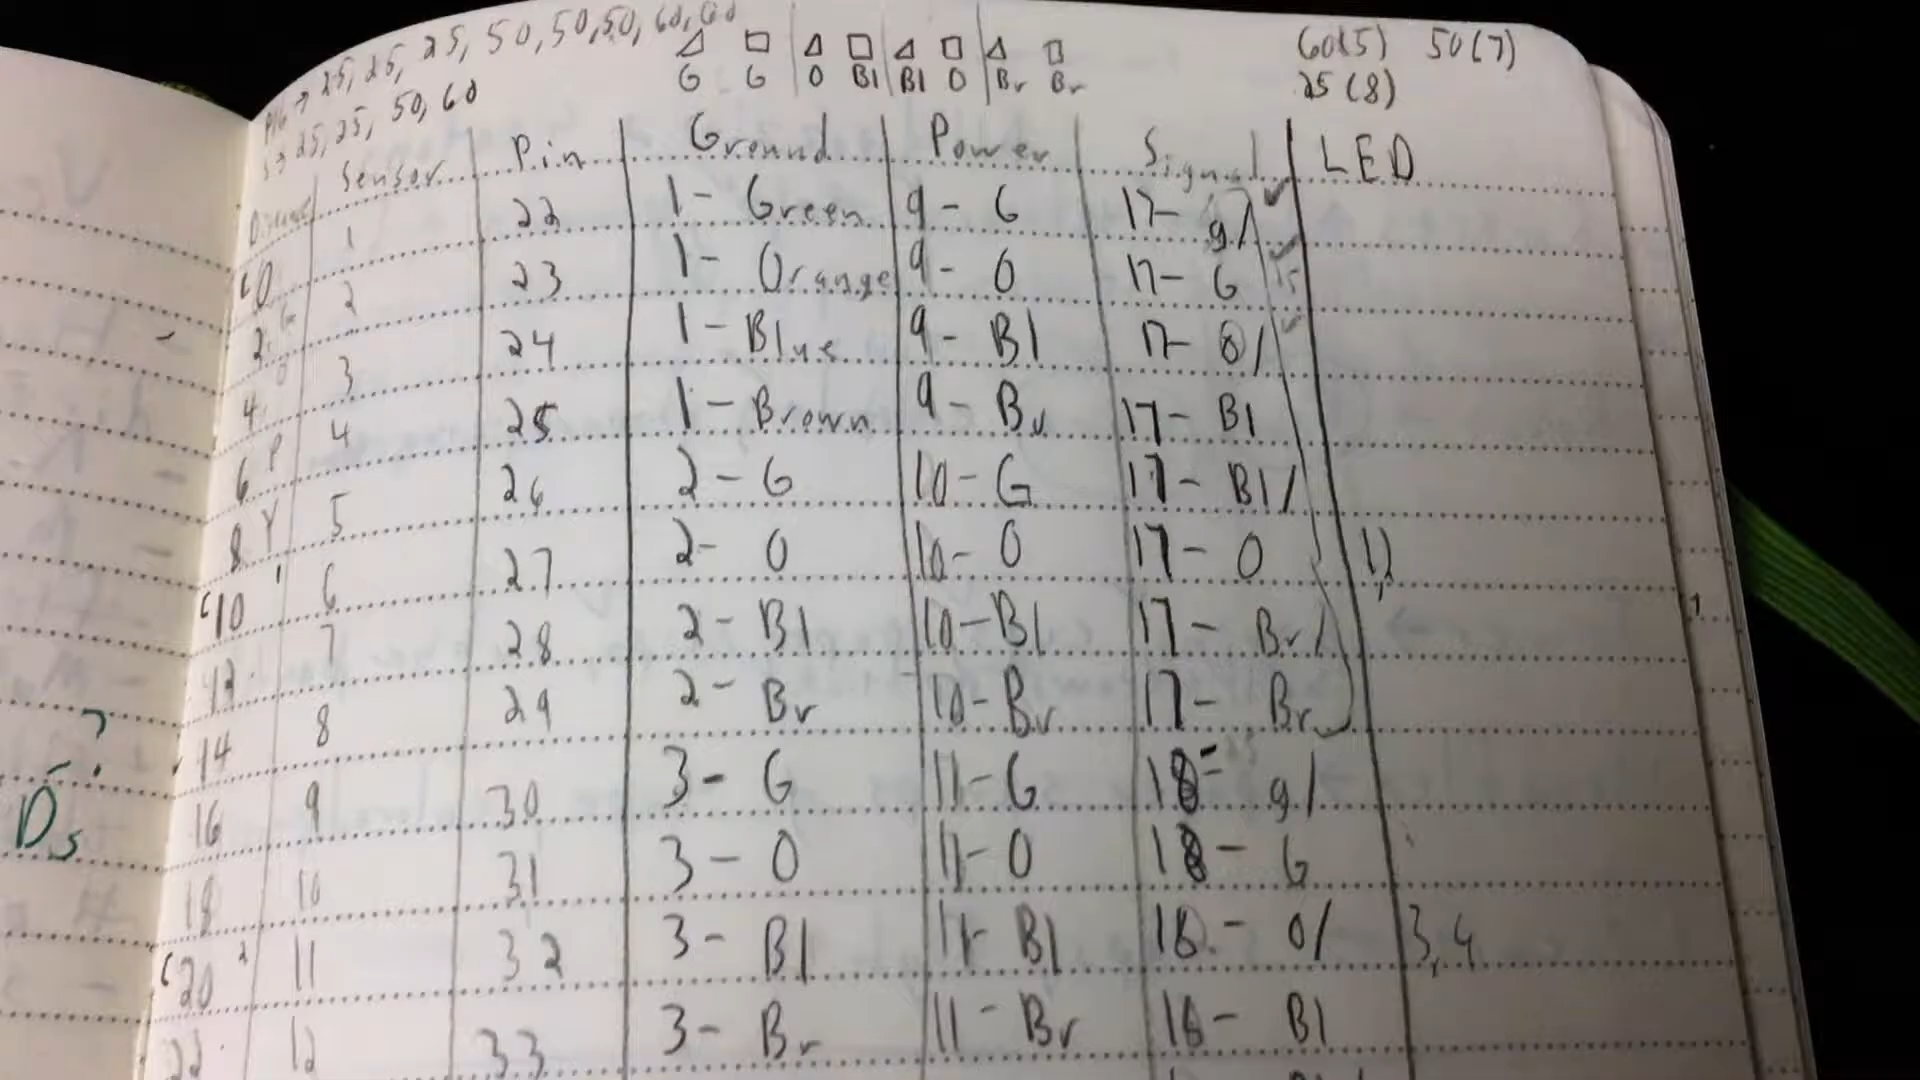 P/G → 25, 25, 25, 50, 50, 50, 60, 60
△ □ | △ □ | △ □ | △ □
60(5) 50(7)
S → 25, 25, 50, 60
G G | O Bl | Bl O | Br Br
25 (8)
Distance Sensor Pin Ground Power Signal LED
0 1 22 1 - Green 9 - G 17 - g/ ✓
2 2 23 1 - Orange 9 - O 17 - G
4 3 24 1 - Blue 9 - Bl 17 - O/ ✓
6 P 4 25 1 - Brown 9 - Br 17 - Bl
8 Y 5 26 2 - G 10 - G 17 - Bl/
10 6 27 2 - O 10 - O 17 - O 1,2
12 7 28 2 - Bl 10 - Bl 17 - Br/
14 8 29 2 - Br 10 - Br 17 - Br
16 9 30 3 - G 11 - G 18 - g/
18 10 31 3 - O 11 - O 18 - G
20 2 11 32 3 - Bl 11 - Bl 18 - O/ 3,4
22 12 33 3 - Br 11 - Br 18 - Bl
Ds